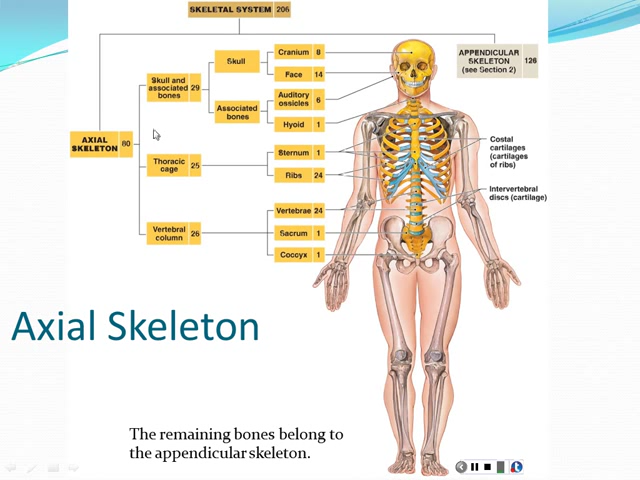 SKELETAL SYSTEM 206
Cranium 8
Skull
Face 14
APPENDICULAR
SKELETON
(see Section 2)
126
Skull and
associated
bones
29
Auditory
ossicles
6
Associated
bones
Hyoid 1
AXIAL
SKELETON
80
Sternum 1
Thoracic
cage
25
Ribs 24
Costal
cartilages
(cartilages
of ribs)
Intervertebral
discs (cartilage)
Vertebrae 24
Vertebral
column
26
Sacrum 1
Coccyx 1
Axial Skeleton
The remaining bones belong to
the appendicular skeleton.